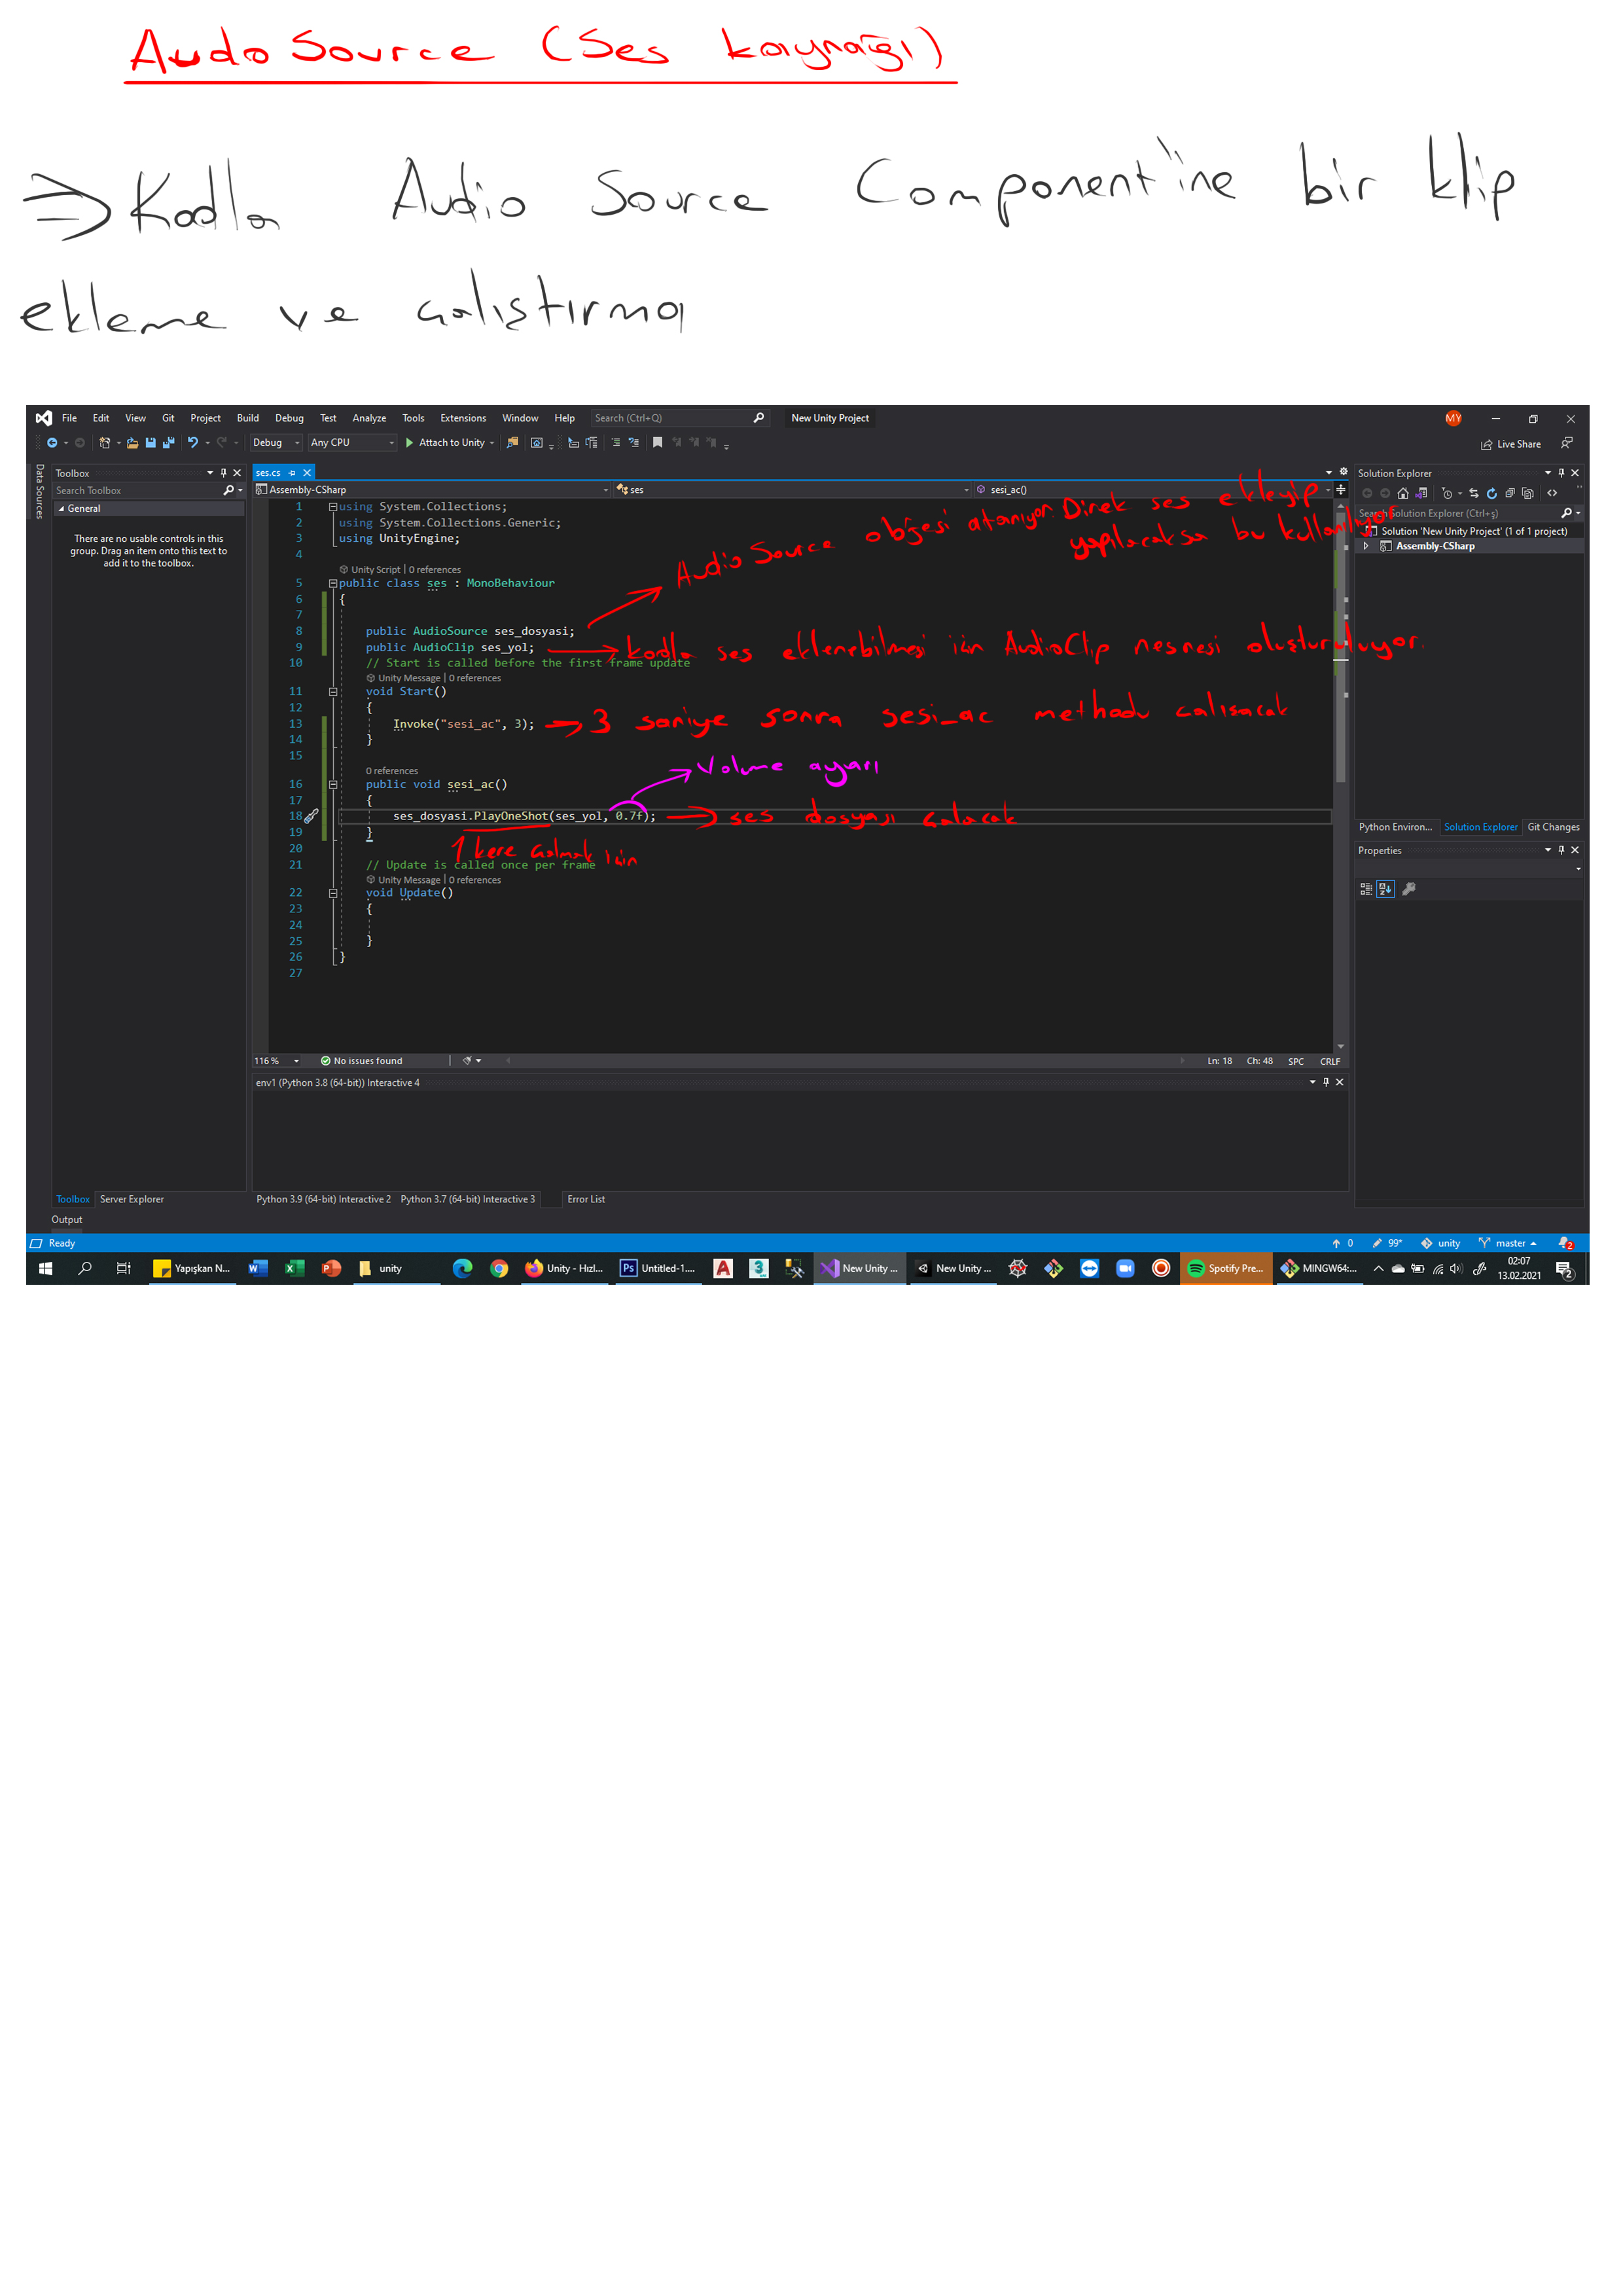 Audo Source (Ses kaynağı)
⇒ Kodla Audio Source Component'ine bir klip
ekleme ve çalıştırma
File Edit View Git Project Build Debug Test Analyze Tools Extensions Window Help Search (Ctrl+Q) New Unity Project MY
Debug Any CPU Attach to Unity Live Share
Data Sources
Toolbox
Search Toolbox
General
There are no usable controls in this
group. Drag an item onto this text to
add it to the toolbox.
ses.cs
Assembly-CSharp ses sesi_ac()
1 using System.Collections;
2 using System.Collections.Generic;
3 using UnityEngine;
4
Unity Script | 0 references
5 public class ses : MonoBehaviour
6 {
7
8 public AudioSource ses_dosyasi;
9 public AudioClip ses_yol;
10 // Start is called before the first frame update
Unity Message | 0 references
11 void Start()
12 {
13 Invoke("sesi_ac", 3);
14 }
15
0 references
16 public void sesi_ac()
17 {
18 ses_dosyasi.PlayOneShot(ses_yol, 0.7f);
19 }
20
21 // Update is called once per frame
Unity Message | 0 references
22 void Update()
23 {
24
25 }
26 }
27
Audio Source objesi atanıyor. Direk ses ekleyip
yapılacaksa bu kullanılıyor
Kodla ses eklenebilmesi için AudioClip nesnesi oluşturuluyor.
3 saniye sonra sesi_ac methodu calısacak
Volume ayarı
ses dosyası calacak
1 kere çalmak için
116 % No issues found Ln: 18 Ch: 48 SPC CRLF
env1 (Python 3.8 (64-bit)) Interactive 4
Python 3.9 (64-bit) Interactive 2 Python 3.7 (64-bit) Interactive 3 Error List
Solution Explorer
Search Solution Explorer (Ctrl+ş)
Solution 'New Unity Project' (1 of 1 project)
Assembly-CSharp
Python Environ... Solution Explorer Git Changes
Properties
Toolbox Server Explorer
Output
Ready 0 99+ unity master 2
Yapışkan N... unity Unity - Hızl... Untitled-1.... New Unity ... New Unity ... Spotify Pre... MINGW64:... 02:07
13.02.2021 2